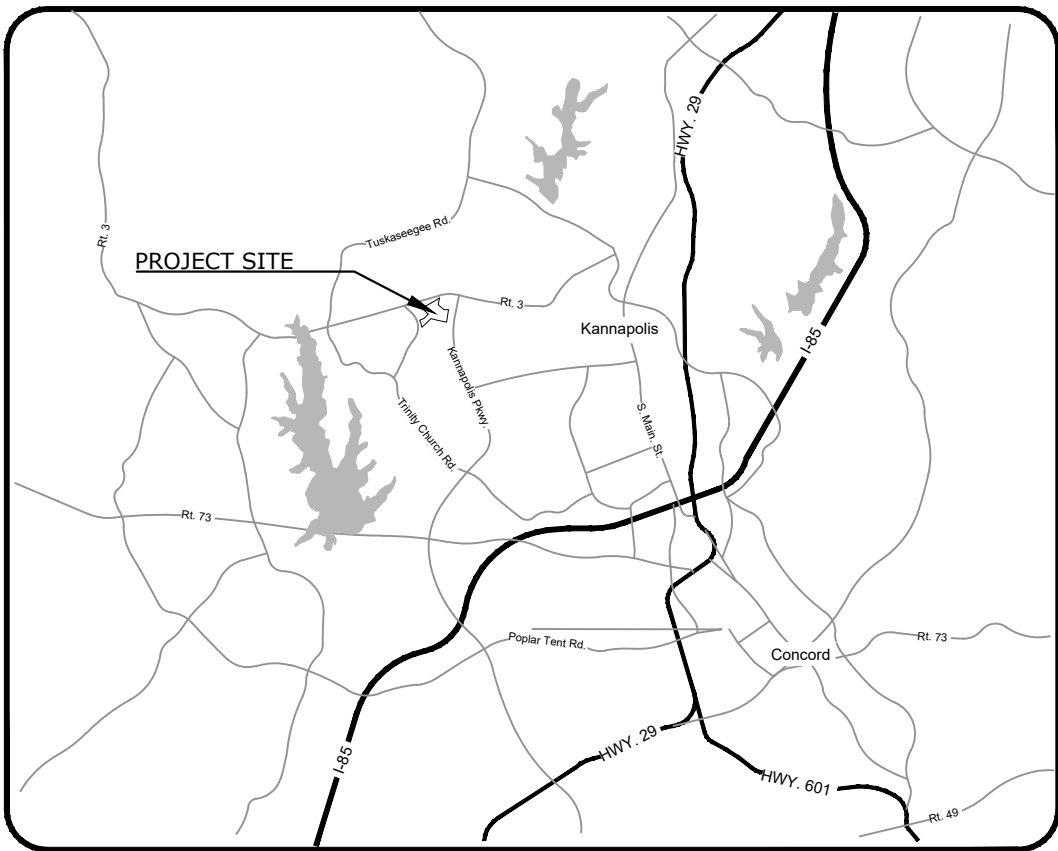 HWY. 29
Rt. 3
Tuskaseegee Rd.
PROJECT SITE
Rt. 3
Kannapolis
I-85
Kannapolis Pkwy.
Trinity Church Rd.
S. Main. St.
Rt. 73
Poplar Tent Rd.
Rt. 73
Concord
I-85
HWY. 29
HWY. 601
Rt. 49